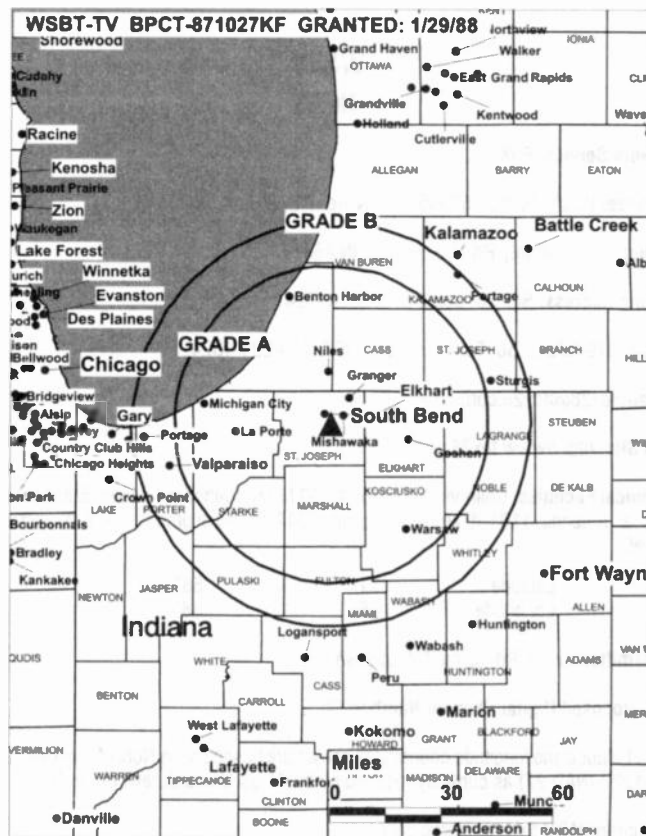 WSBT-TV BPCT-871027KF GRANTED: 1/29/88
Shorewood
Grand Haven
Walker
IONIA
OTTAWA
Cudahy
East Grand Rapids
Grandville
Kentwood
Racine
Holland
Cutlerville
Kenosha
ALLEGAN
BARRY
EATON
Pleasant Prairie
Zion
Waukegan
GRADE B
Kalamazoo
Battle Creek
Lake Forest
VAN BUREN
Winnetka
CALHOUN
Evanston
Benton Harbor
KALAMAZOO
Portage
Des Plaines
GRADE A
Niles
CASS
ST. JOSEPH
BRANCH
Bellwood
Chicago
Granger
Sturgis
Bridgeview
Michigan City
Elkhart
Alsip
Gary
South Bend
STEUBEN
Portage
La Porte
Mishawaka
LAGRANGE
Country Club Hills
ST. JOSEPH
Goshen
Chicago Heights
Valparaiso
ELKHART
Crown Point
KOSCIUSKO
NOBLE
DE KALB
LAKE
PORTER
STARKE
MARSHALL
Bourbonnais
Warsaw
Bradley
WHITLEY
Kankakee
JASPER
PULASKI
FULTON
Fort Wayn
NEWTON
WABASH
ALLEN
MIAMI
Indiana
Huntington
Logansport
WHITE
Wabash
ADAMS
CASS
Peru
HUNTINGTON
BENTON
CARROLL
Marion
West Lafayette
Kokomo
BLACKFORD
HOWARD
GRANT
JAY
VERMILION
Lafayette
Miles
WARREN
TIPPECANOE
Frankfo
MADISON
DELAWARE
0 30 60
CLINTON
Munc
Danville
BOONE
Anderson
RANDOLPH